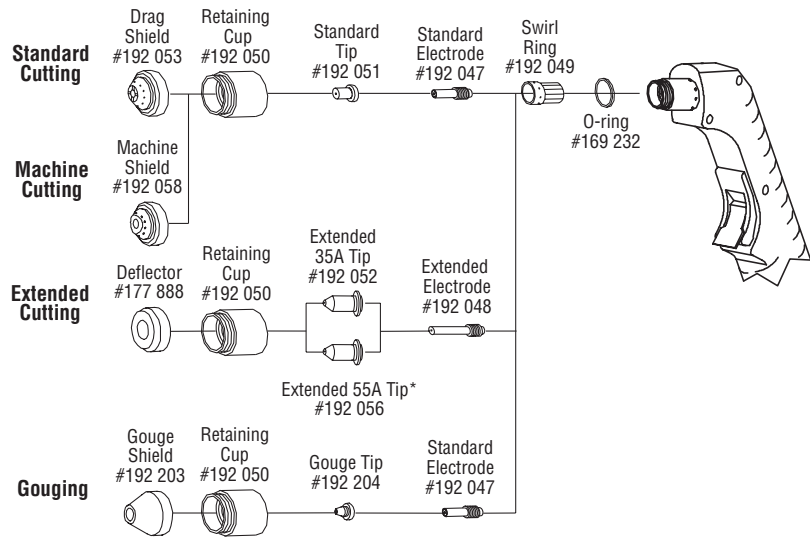 Standard
Cutting
Drag
Shield
#192 053
Retaining
Cup
#192 050
Standard
Tip
#192 051
Standard
Electrode
#192 047
Swirl
Ring
#192 049
O-ring
#169 232
Machine
Cutting
Machine
Shield
#192 058
Extended
Cutting
Deflector
#177 888
Retaining
Cup
#192 050
Extended
35A Tip
#192 052
Extended
Electrode
#192 048
Extended 55A Tip*
#192 056
Gouging
Gouge
Shield
#192 203
Retaining
Cup
#192 050
Gouge Tip
#192 204
Standard
Electrode
#192 047